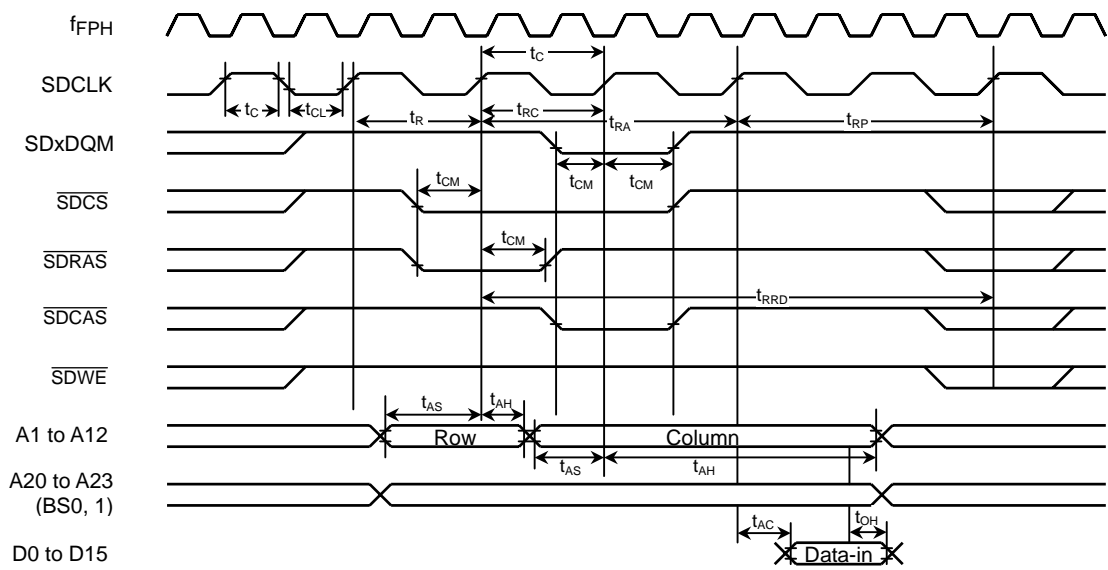 fFPH
tC
SDCLK
tC
tCL
tR
tRC
tRA
tRP
SDxDQM
tCM
tCM
tCM
SDCS
tCM
SDRAS
tRRD
SDCAS
SDWE
tAS
tAH
A1 to A12
Row
Column
tAS
tAH
A20 to A23
(BS0, 1)
tAC
tOH
D0 to D15
Data-in